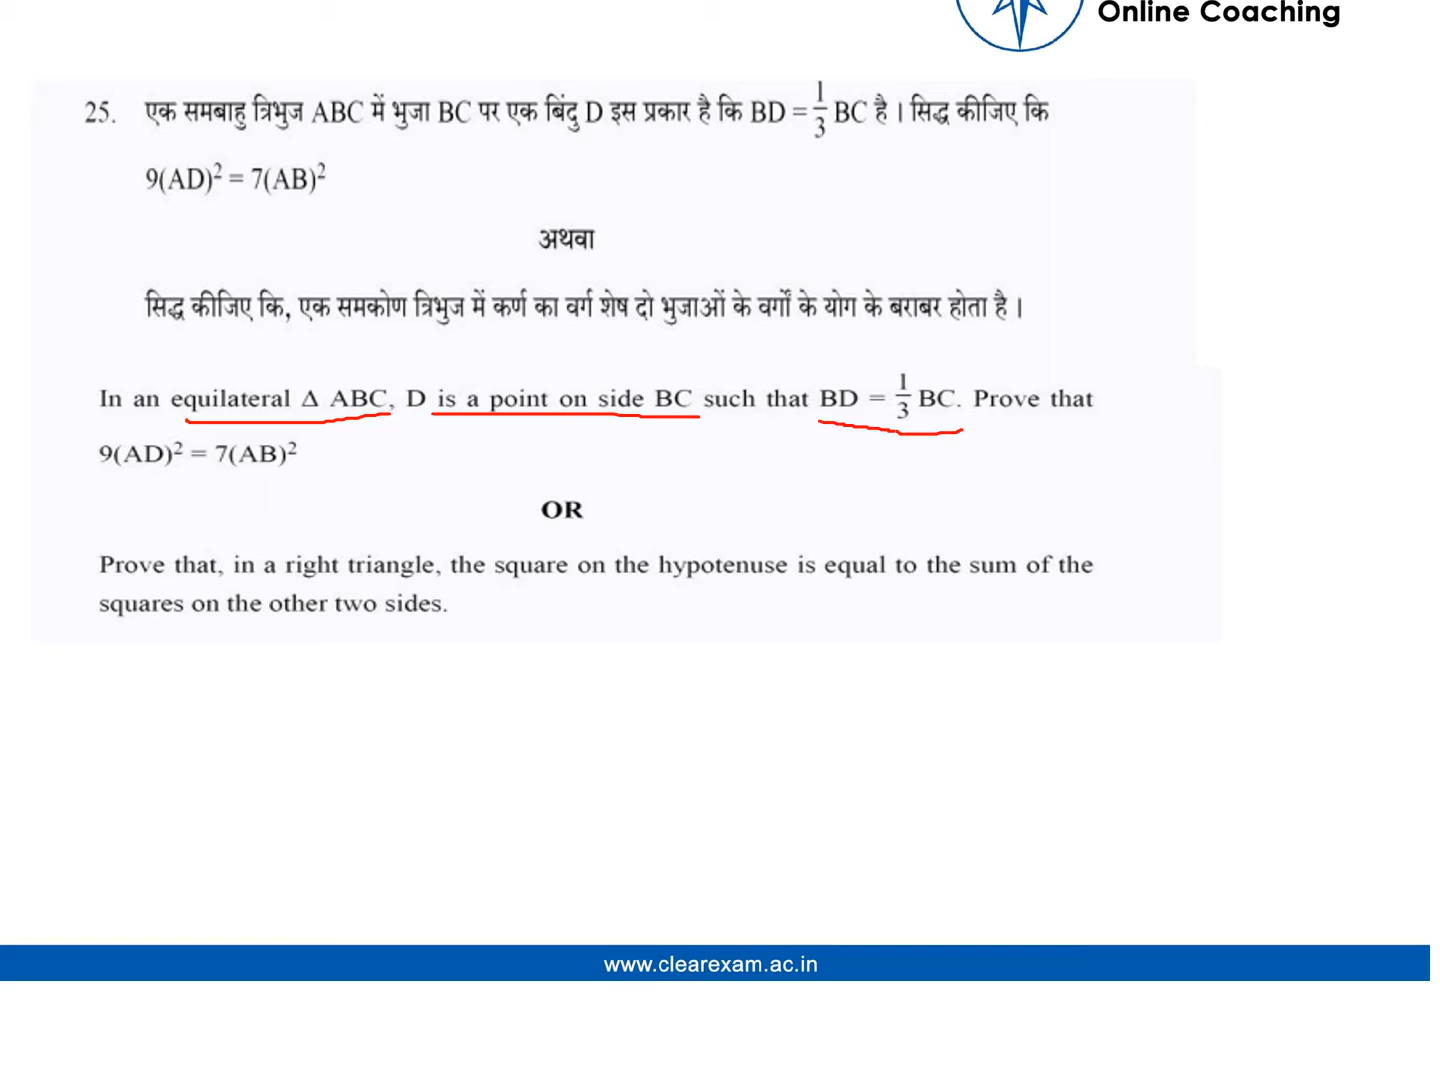 Online Coaching
25. एक समबाहु त्रिभुज ABC में भुजा BC पर एक बिंदु D इस प्रकार है कि BD = 1/3 BC है । सिद्ध कीजिए कि
9(AD)² = 7(AB)²
अथवा
सिद्ध कीजिए कि, एक समकोण त्रिभुज में कर्ण का वर्ग शेष दो भुजाओं के वर्गों के योग के बराबर होता है ।
In an equilateral Δ ABC, D is a point on side BC such that BD = 1/3 BC. Prove that
9(AD)² = 7(AB)²
OR
Prove that, in a right triangle, the square on the hypotenuse is equal to the sum of the
squares on the other two sides.
www.clearexam.ac.in